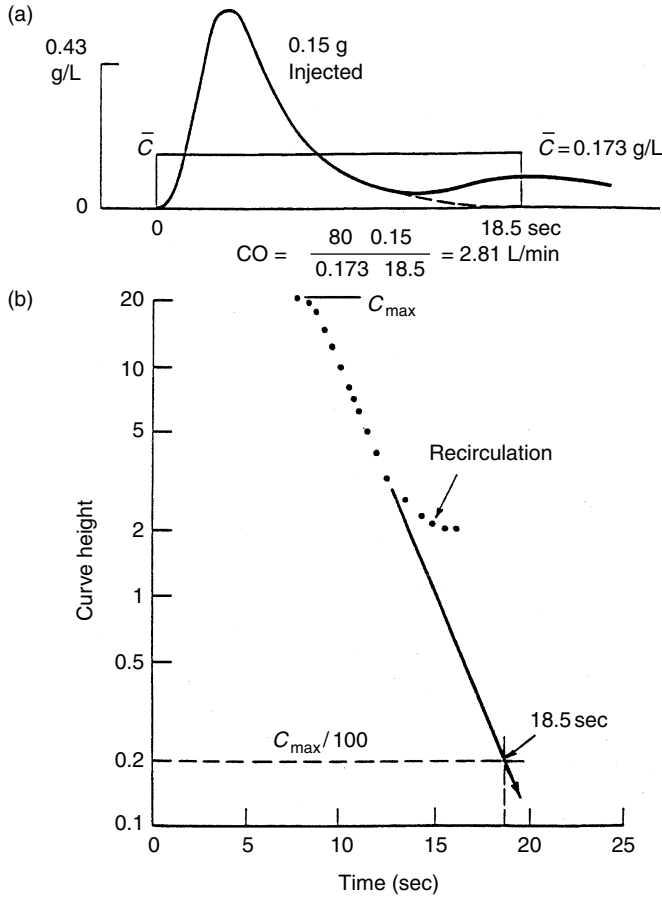 (a)
0.43
g/L
0.15 g
Injected
C̅
C̅ = 0.173 g/L
0
0
18.5 sec
CO = 80 0.15 / 0.173 18.5 = 2.81 L/min
(b)
20
Cmax
10
5
Recirculation
2
1
0.5
18.5 sec
Cmax/100
0.2
0.1
0 5 10 15 20 25
Curve height
Time (sec)